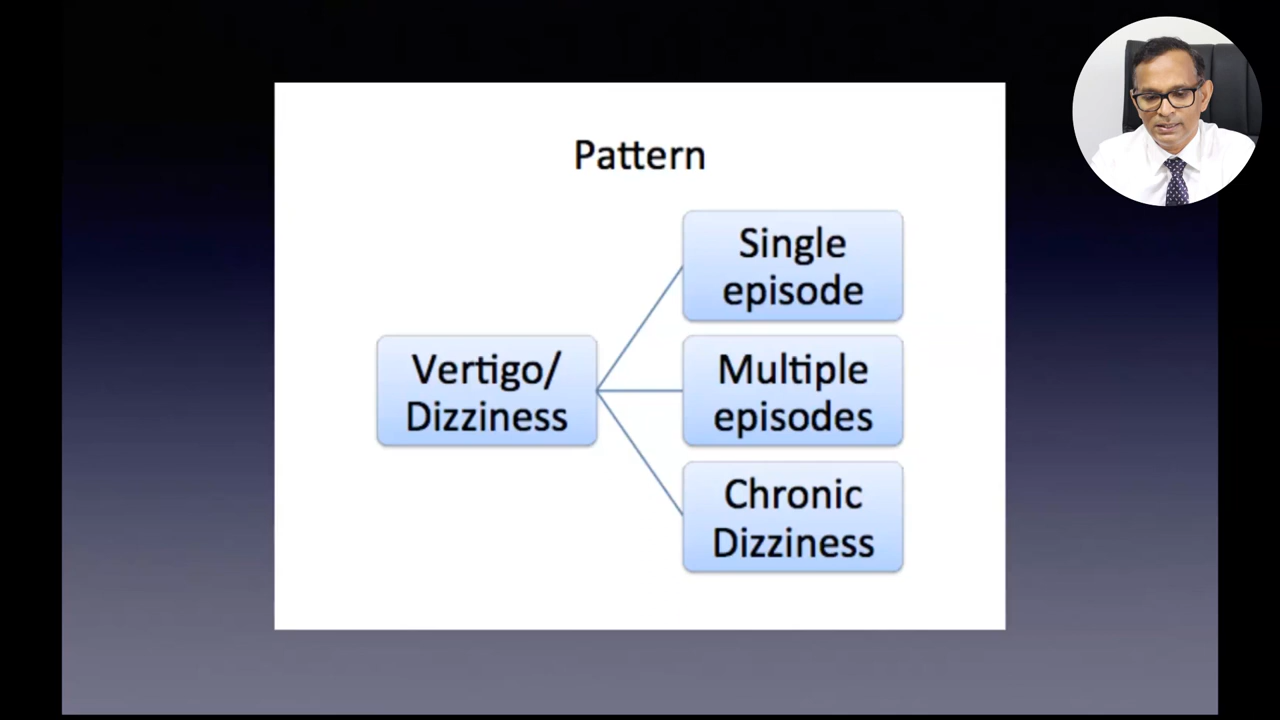 Pattern
Vertigo/
Dizziness
Single
episode
Multiple
episodes
Chronic
Dizziness